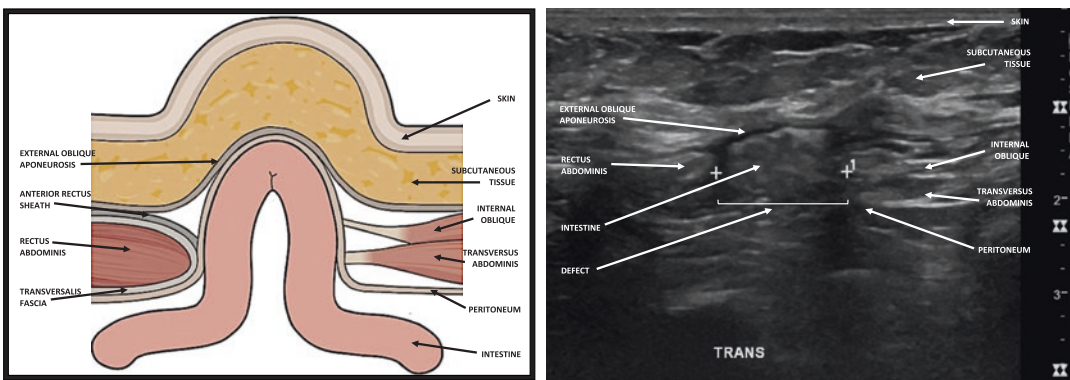 SKIN
EXTERNAL OBLIQUE
APONEUROSIS
SUBCUTANEOUS
TISSUE
ANTERIOR RECTUS
SHEATH
INTERNAL
OBLIQUE
RECTUS
ABDOMINIS
TRANSVERSUS
ABDOMINIS
TRANSVERSALIS
FASCIA
PERITONEUM
INTESTINE
SKIN
SUBCUTANEOUS
TISSUE
EXTERNAL OBLIQUE
APONEUROSIS
INTERNAL
OBLIQUE
RECTUS
ABDOMINIS
1
TRANSVERSUS
ABDOMINIS
2
INTESTINE
PERITONEUM
DEFECT
3
TRANS